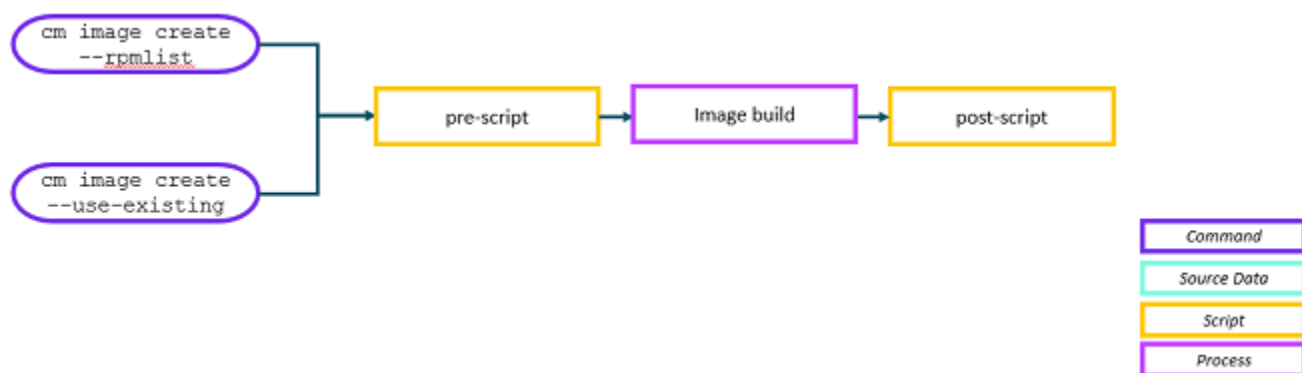 cm image create
--rpmlist
pre-script
Image build
post-script
cm image create
--use-existing
Command
Source Data
Script
Process